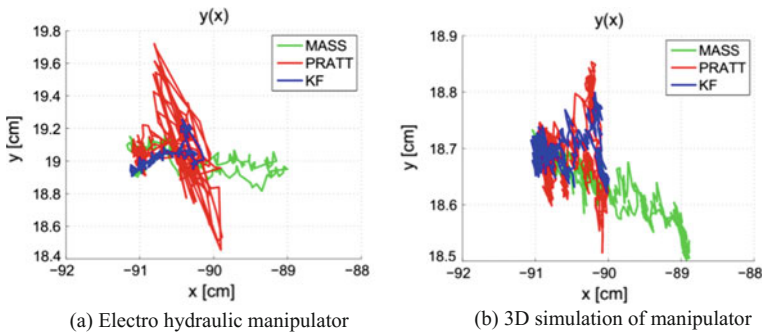 y(x)
19.8
19.6
19.4
19.2
19
18.8
18.6
18.4
y [cm]
MASS
PRATT
KF
−92
−91
−90
−89
−88
x [cm]
(a) Electro hydraulic manipulator
y(x)
18.9
18.8
18.7
18.6
18.5
y [cm]
MASS
PRATT
KF
−92
−91
−90
−89
−88
x [cm]
(b) 3D simulation of manipulator